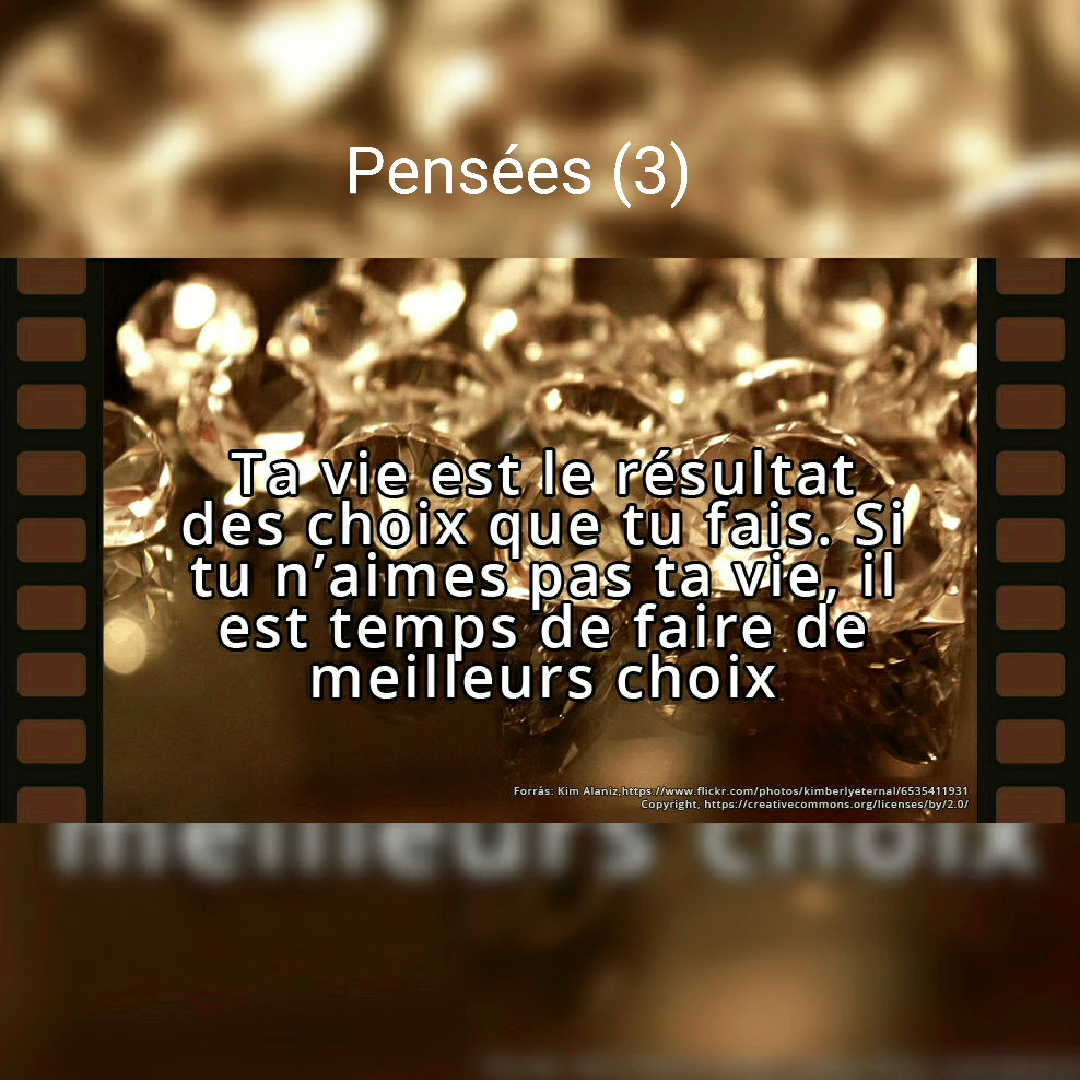 Pensées (3)
Ta vie est le résultat
des choix que tu fais. Si
tu n’aimes pas ta vie, il
est temps de faire de
meilleurs choix
Forrás: Kim Alaniz,https://www.flickr.com/photos/kimberlyeternal/6535411931
Copyright, https://creativecommons.org/licenses/by/2.0/
meilleurs choix